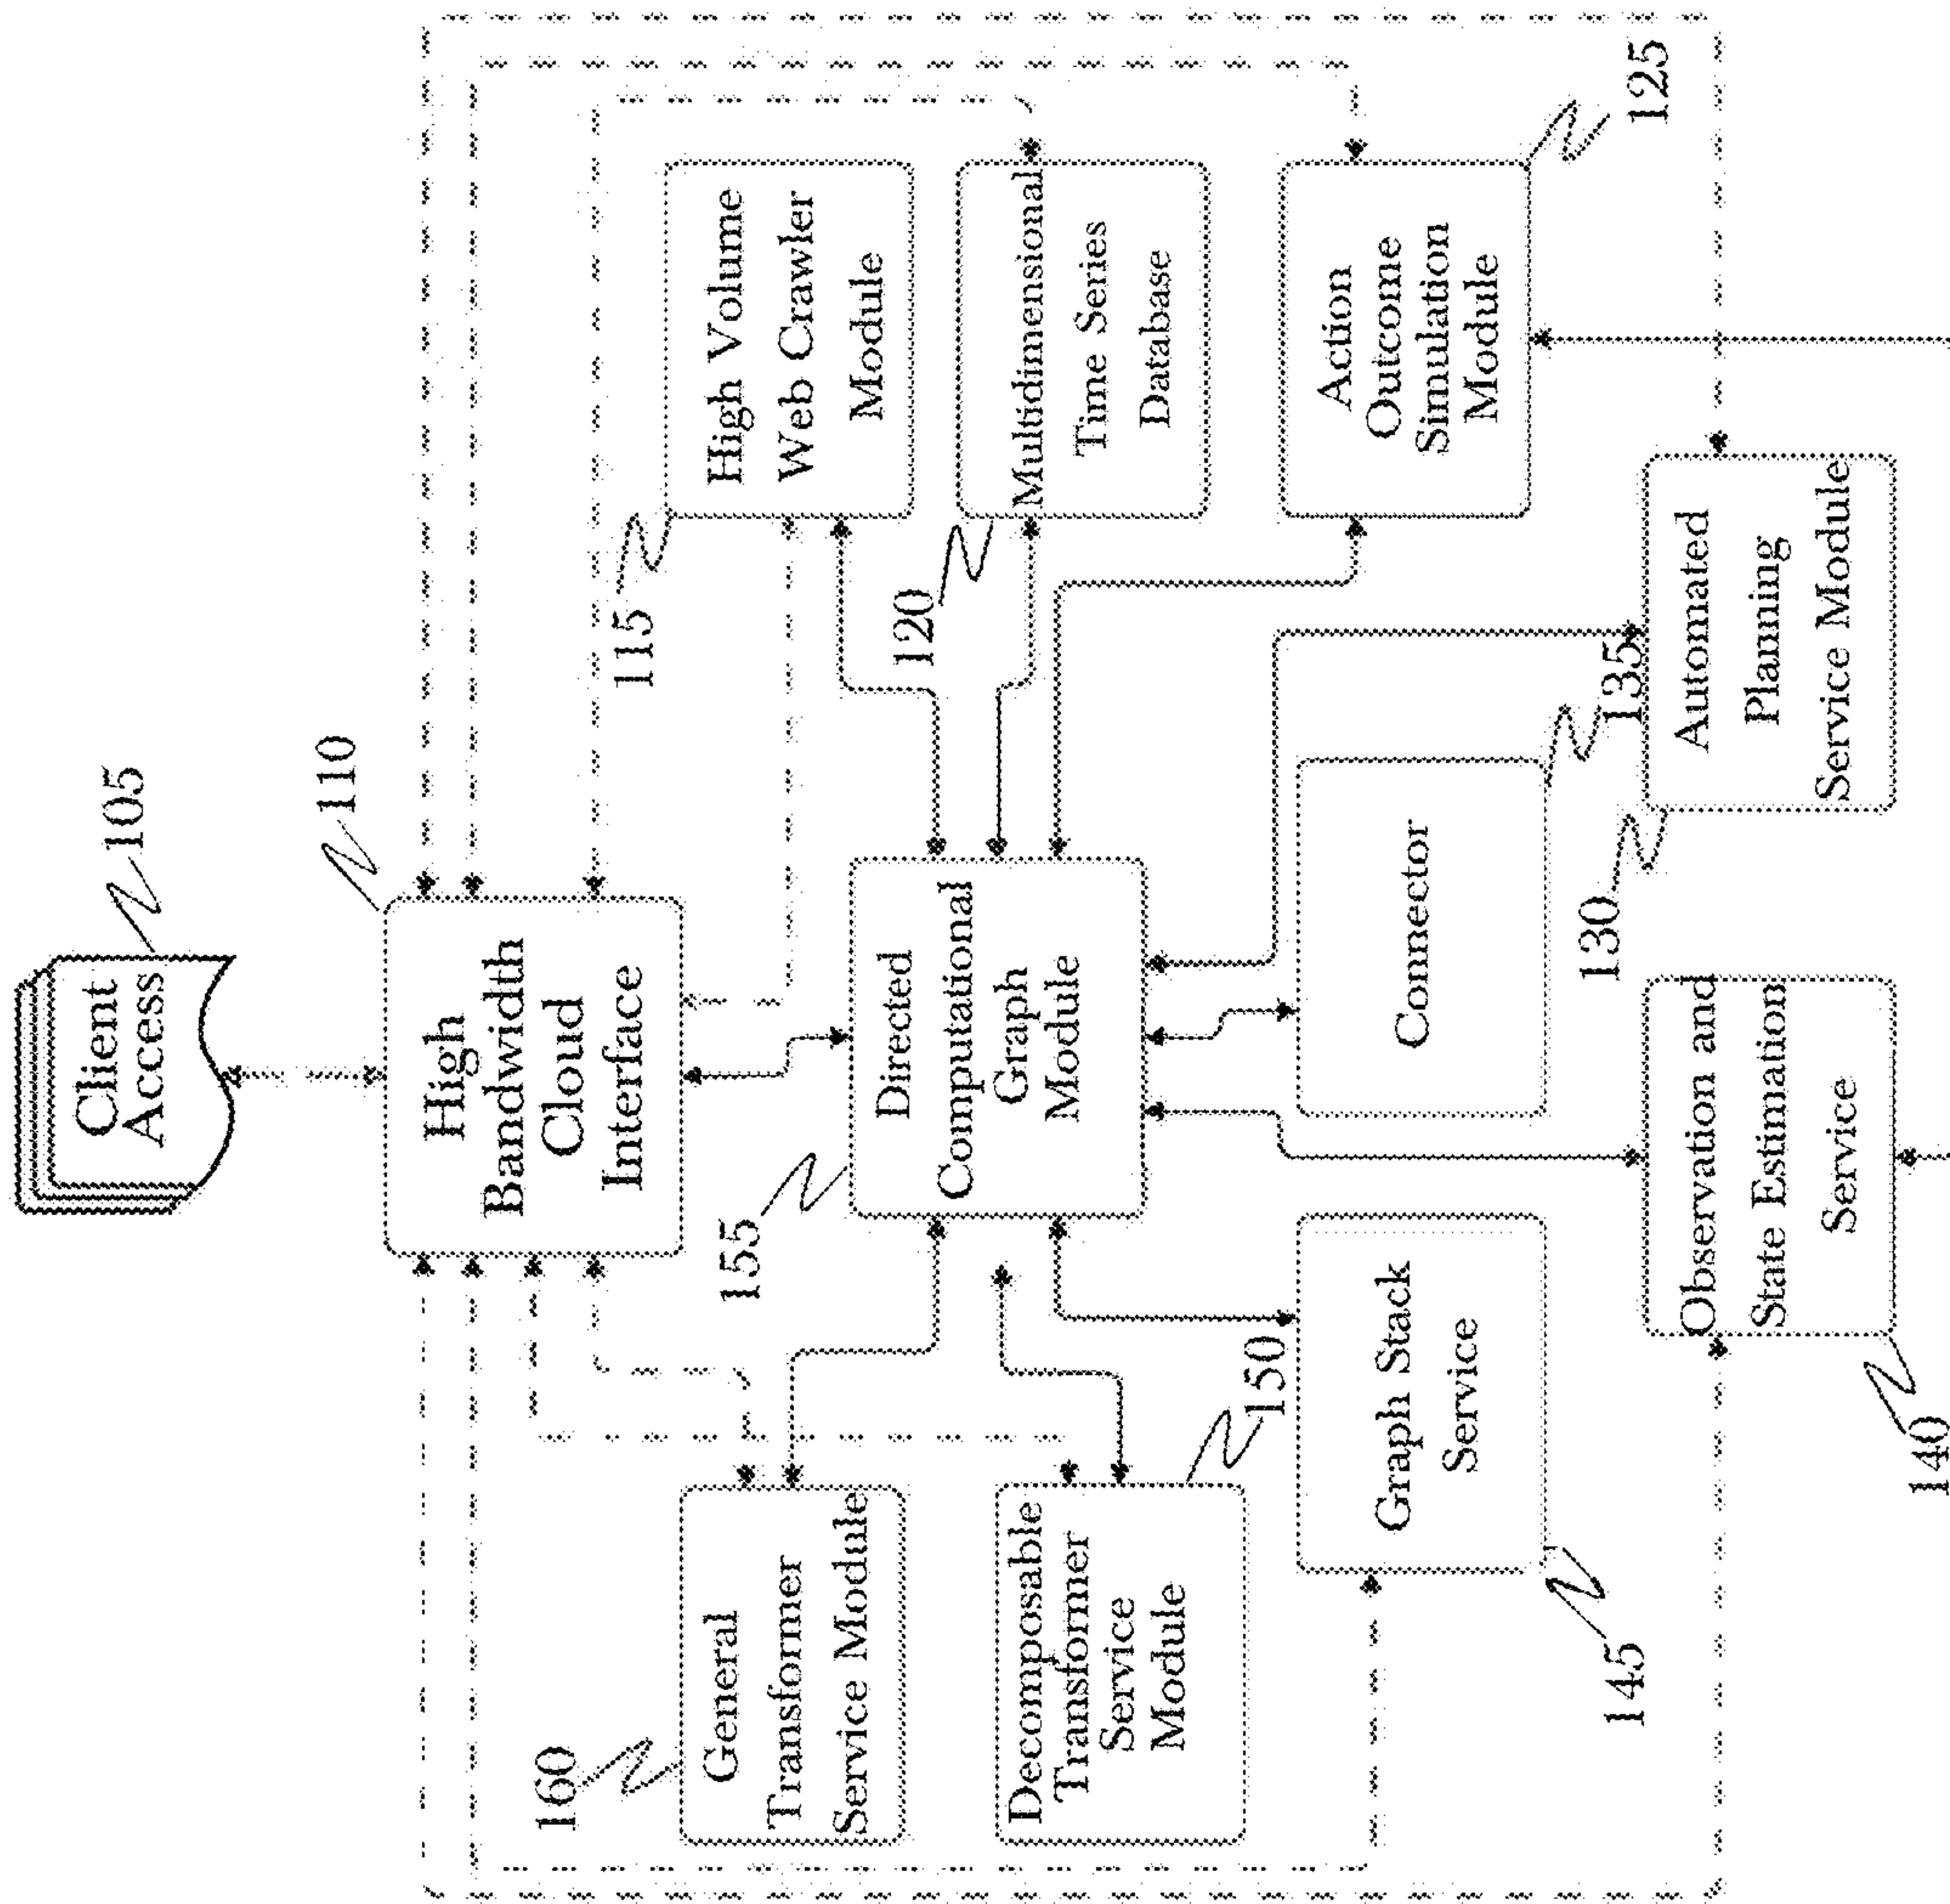 Client
Access
105
110
High
Bandwidth
Cloud
Interface
160
General
Transformer
Service Module
155
Directed
Computational
Graph
Module
115
High Volume
Web Crawler
Module
Decomposable
Transformer
Service
Module
150
120
Multidimensional
Time Series
Database
Graph Stack
Service
145
Connector
135
Action
Outcome
Simulation
Module
125
Observation and
State Estimation
Service
140
130
Automated
Planning
Service Module